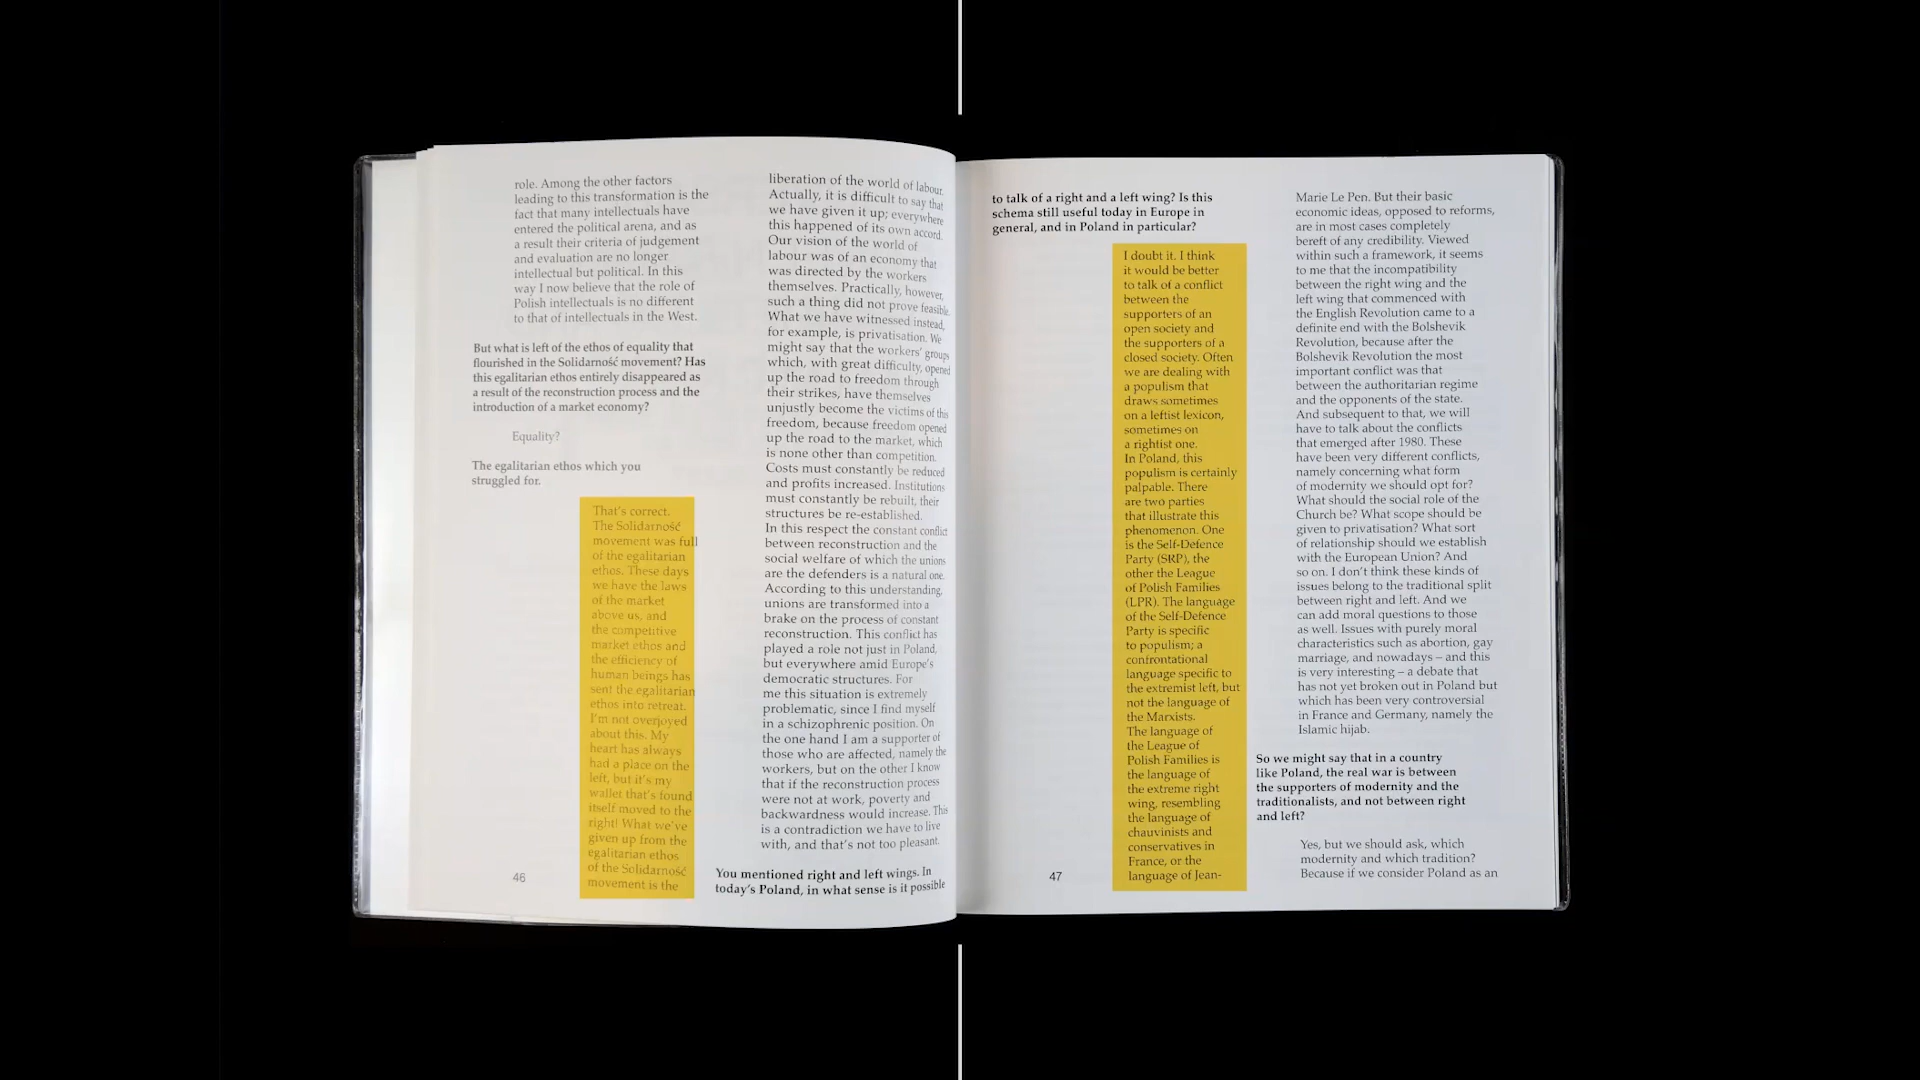 role. Among the other factors
leading to this transformation is the
fact that many intellectuals have
entered the political arena, and as
a result their criteria of judgement
and evaluation are no longer
intellectual but political. In this
way I now believe that the role of
Polish intellectuals is no different
to that of intellectuals in the West.
But what is left of the ethos of equality that
flourished in the Solidarność movement? Has
this egalitarian ethos entirely disappeared as
a result of the reconstruction process and the
introduction of a market economy?
Equality?
The egalitarian ethos which you
struggled for.
That's correct.
The Solidarność
movement was full
of the egalitarian
ethos. These days
we have the laws
of the market
above us, and
the competitive
market ethos and
the efficiency of
human beings has
sent the egalitarian
ethos into retreat.
I'm not overjoyed
about this. My
heart has always
had a place on the
left, but it's my
wallet that's found
itself moved to the
right! What we've
given up from the
egalitarian ethos
of the Solidarność
movement is the
46
liberation of the world of labour.
Actually, it is difficult to say that
we have given it up; everywhere
this happened of its own accord.
Our vision of the world of
labour was of an economy that
was directed by the workers
themselves. Practically, however,
such a thing did not prove feasible.
What we have witnessed instead,
for example, is privatisation. We
might say that the workers' groups
which, with great difficulty, opened
up the road to freedom through
their strikes, have themselves
unjustly become the victims of this
freedom, because freedom opened
up the road to the market, which
is none other than competition.
Costs must constantly be reduced
and profits increased. Institutions
must constantly be rebuilt, their
structures be re-established.
In this respect the constant conflict
between reconstruction and the
social welfare of which the unions
are the defenders is a natural one.
According to this understanding,
unions are transformed into a
brake on the process of constant
reconstruction. This conflict has
played a role not just in Poland,
but everywhere amid Europe's
democratic structures. For
me this situation is extremely
problematic, since I find myself
in a schizophrenic position. On
the one hand I am a supporter of
those who are affected, namely the
workers, but on the other I know
that if the reconstruction process
were not at work, poverty and
backwardness would increase. This
is a contradiction we have to live
with, and that's not too pleasant.
You mentioned right and left wings. In
today's Poland, in what sense is it possible
to talk of a right and a left wing? Is this
schema still useful today in Europe in
general, and in Poland in particular?
I doubt it. I think
it would be better
to talk of a conflict
between the
supporters of an
open society and
the supporters of a
closed society. Often
we are dealing with
a populism that
draws sometimes
on a leftist lexicon,
sometimes on
a rightist one.
In Poland, this
populism is certainly
palpable. There
are two parties
that illustrate this
phenomenon. One
is the Self-Defence
Party (SRP), the
other the League
of Polish Families
(LPR). The language
of the Self-Defence
Party is specific
to populism; a
confrontational
language specific to
the extremist left, but
not the language of
the Marxists.
The language of
the League of
Polish Families is
the language of
the extreme right
wing, resembling
the language of
chauvinists and
conservatives in
France, or the
language of Jean-
47
Marie Le Pen. But their basic
economic ideas, opposed to reforms,
are in most cases completely
bereft of any credibility. Viewed
within such a framework, it seems
to me that the incompatibility
between the right wing and the
left wing that commenced with
the English Revolution came to a
definite end with the Bolshevik
Revolution, because after the
Bolshevik Revolution the most
important conflict was that
between the authoritarian regime
and the opponents of the state.
And subsequent to that, we will
have to talk about the conflicts
that emerged after 1980. These
have been very different conflicts,
namely concerning what form
of modernity we should opt for?
What should the social role of the
Church be? What scope should be
given to privatisation? What sort
of relationship should we establish
with the European Union? And
so on. I don't think these kinds of
issues belong to the traditional split
between right and left. And we
can add moral questions to those
as well. Issues with purely moral
characteristics such as abortion, gay
marriage, and nowadays – and this
is very interesting – a debate that
has not yet broken out in Poland but
which has been very controversial
in France and Germany, namely the
Islamic hijab.
So we might say that in a country
like Poland, the real war is between
the supporters of modernity and the
traditionalists, and not between right
and left?
Yes, but we should ask, which
modernity and which tradition?
Because if we consider Poland as an